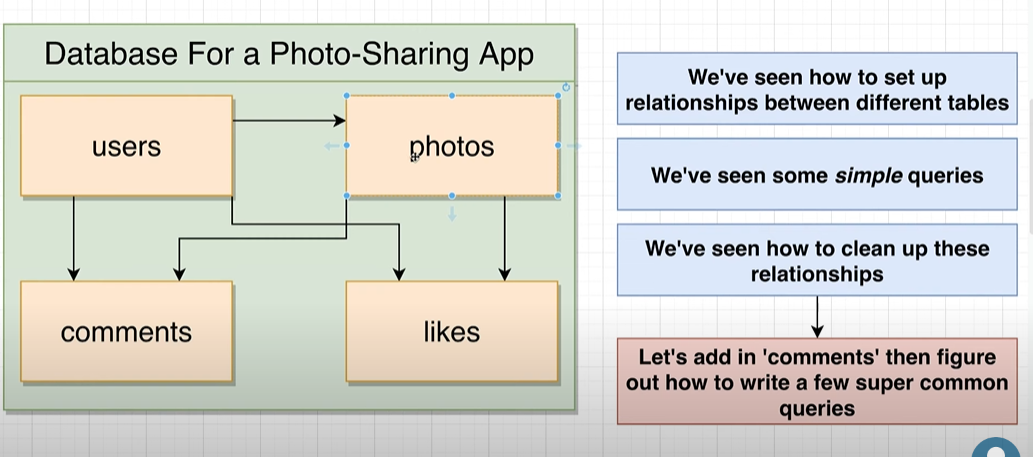 Database For a Photo-Sharing App
users
photos
comments
likes
We've seen how to set up
relationships between different tables
We've seen some simple queries
We've seen how to clean up these
relationships
Let's add in 'comments' then figure
out how to write a few super common
queries